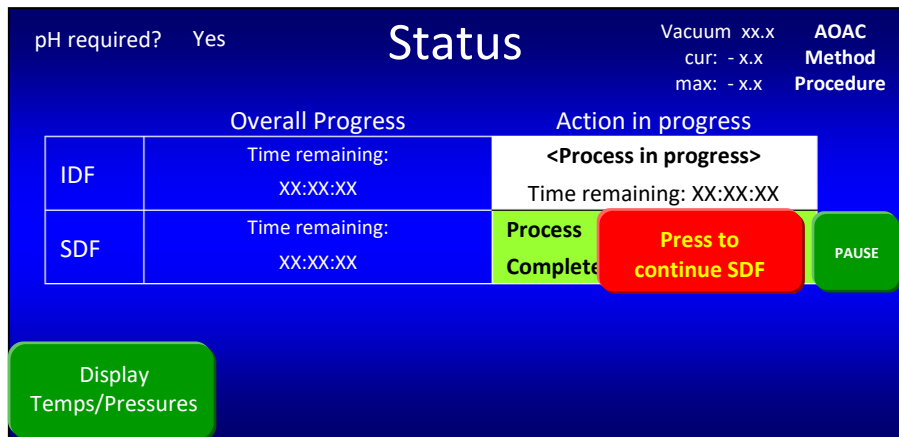 pH required? Yes
Status
Vacuum xx.x
cur: - x.x
max: - x.x
AOAC
Method
Procedure
Overall Progress
Action in progress
IDF
Time remaining:
XX:XX:XX
<Process in progress>
Time remaining: XX:XX:XX
SDF
Time remaining:
XX:XX:XX
Process
Complete
Press to
continue SDF
PAUSE
Display
Temps/Pressures